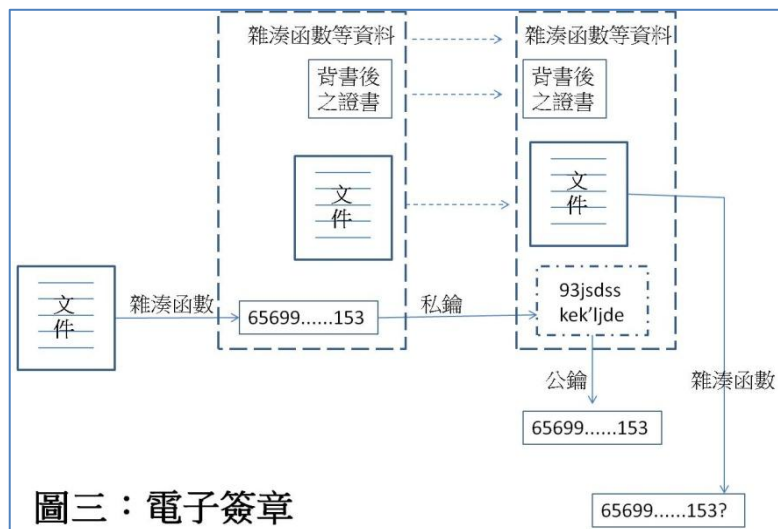 雜湊函數等資料
雜湊函數等資料
背書後
之證書
背書後
之證書
文
件
文
件
文
件
雜湊函數
65699......153
私鑰
93jsdss
kek’ljde
公鑰
雜湊函數
65699......153
65699......153?
圖三：電子簽章